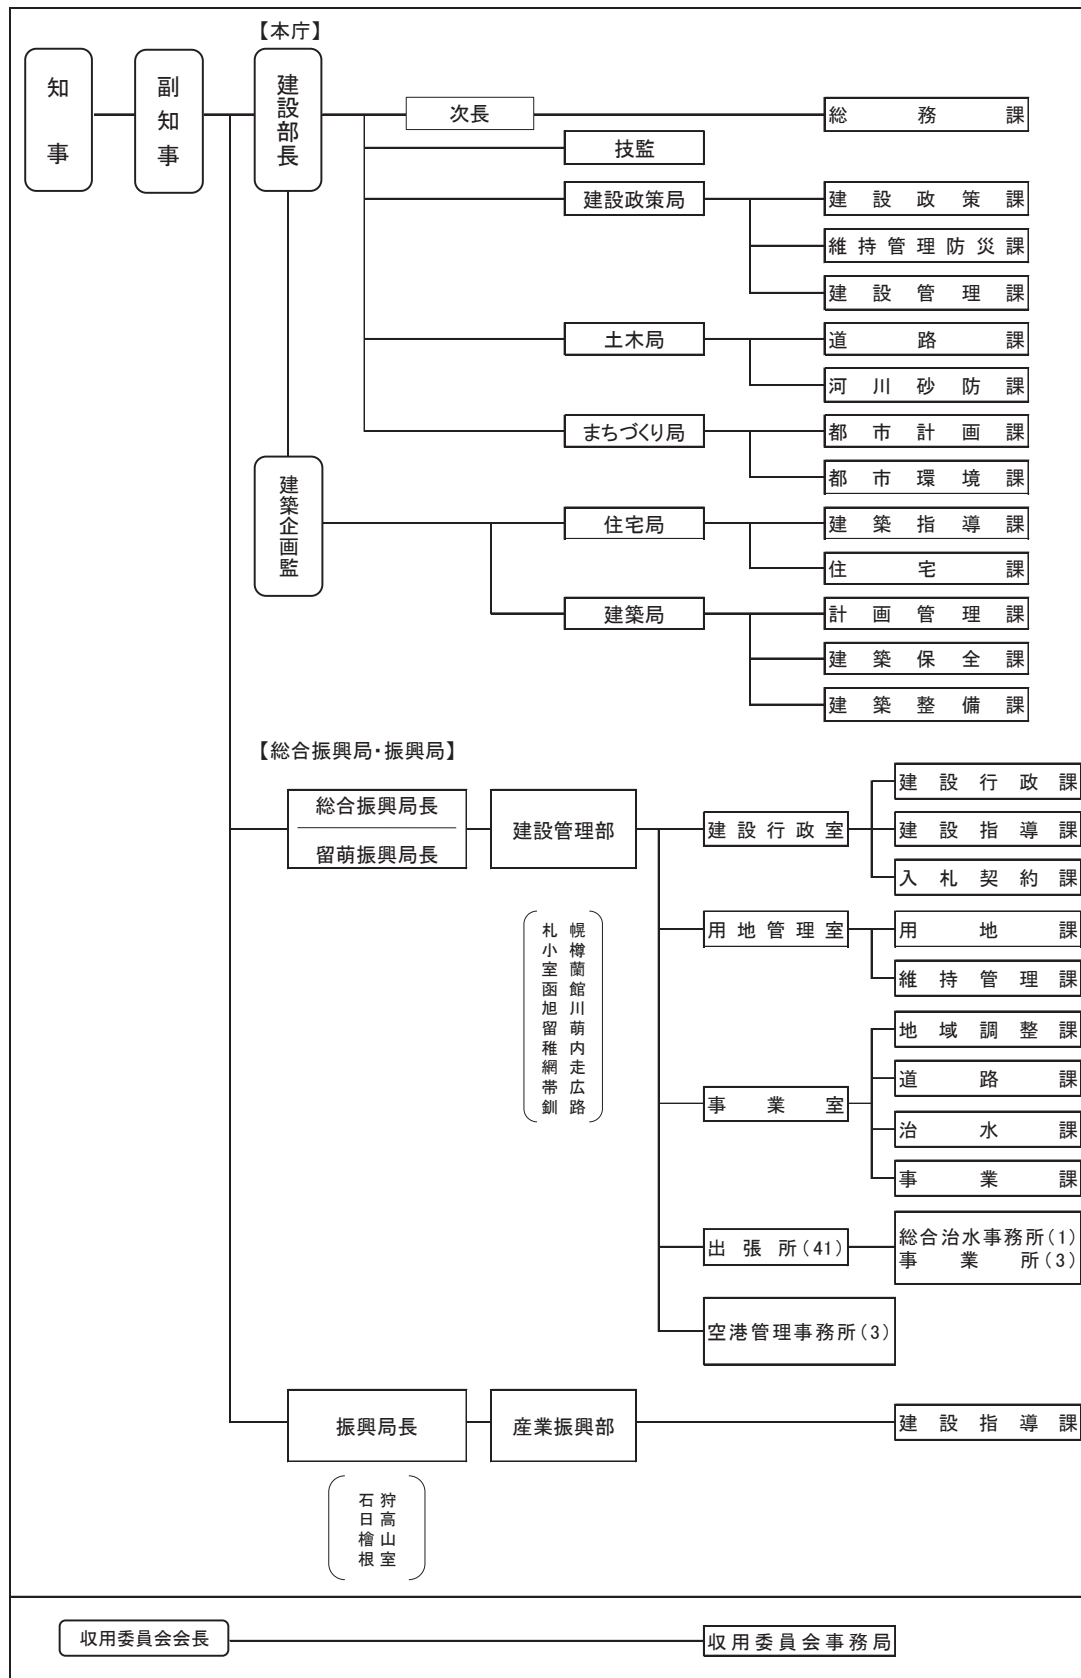 【本庁】
知事
副知事
建設部長
次長
総務課
技監
建設政策局
建設政策課
維持管理防災課
建設管理課
土木局
道路課
河川砂防課
まちづくり局
都市計画課
都市環境課
建築企画監
住宅局
建築指導課
住宅課
建築局
計画管理課
建築保全課
建築整備課
【総合振興局・振興局】
総合振興局長
留萌振興局長
建設管理部
札幌
小樽
室蘭
函館
旭川
留萌
稚内
網走
帯広
釧路
建設行政室
建設行政課
建設指導課
入札契約課
用地管理室
用地課
維持管理課
事業室
地域調整課
道路課
治水課
事業課
出張所(41)
総合治水事務所(1)
事業所(3)
空港管理事務所(3)
振興局長
産業振興部
建設指導課
石狩
日高
檜山
根室
収用委員会会長
収用委員会事務局